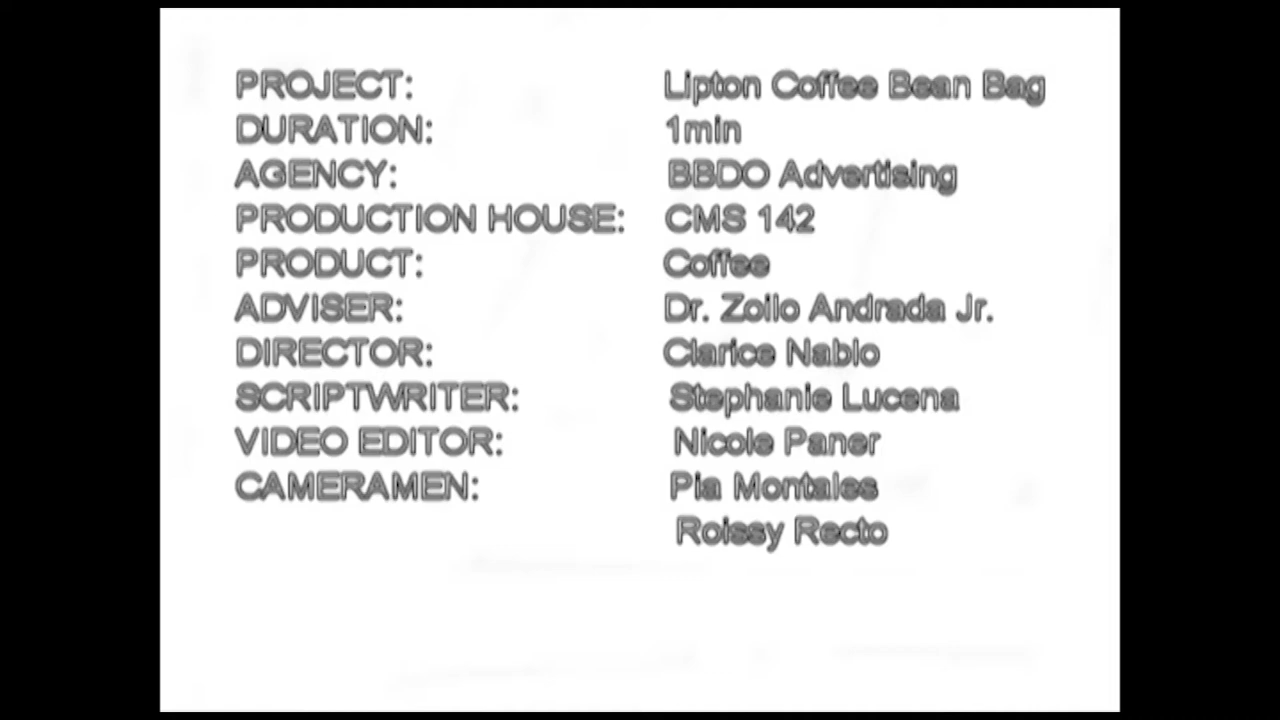 PROJECT: Lipton Coffee Bean Bag
DURATION: 1min
AGENCY: BBDO Advertising
PRODUCTION HOUSE: CMS 142
PRODUCT: Coffee
ADVISER: Dr. Zoilo Andrada Jr.
DIRECTOR: Clarice Nablo
SCRIPTWRITER: Stephanie Lucena
VIDEO EDITOR: Nicole Paner
CAMERAMEN: Pia Montales
Roissy Recto